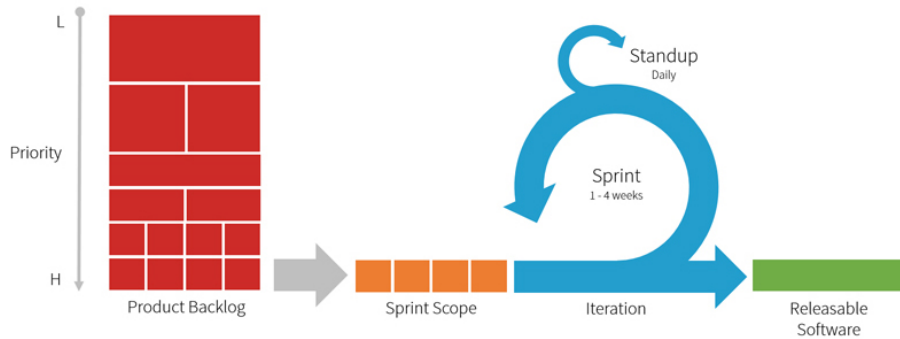 L
Priority
H
Product Backlog
Sprint Scope
Standup
Daily
Sprint
1 - 4 weeks
Iteration
Releasable
Software